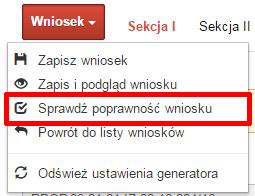 Wniosek Sekcja I Sekcja II
Zapisz wniosek
Zapis i podgląd wniosku
Sprawdź poprawność wniosku
Powrót do listy wniosków
Odśwież ustawienia generatora